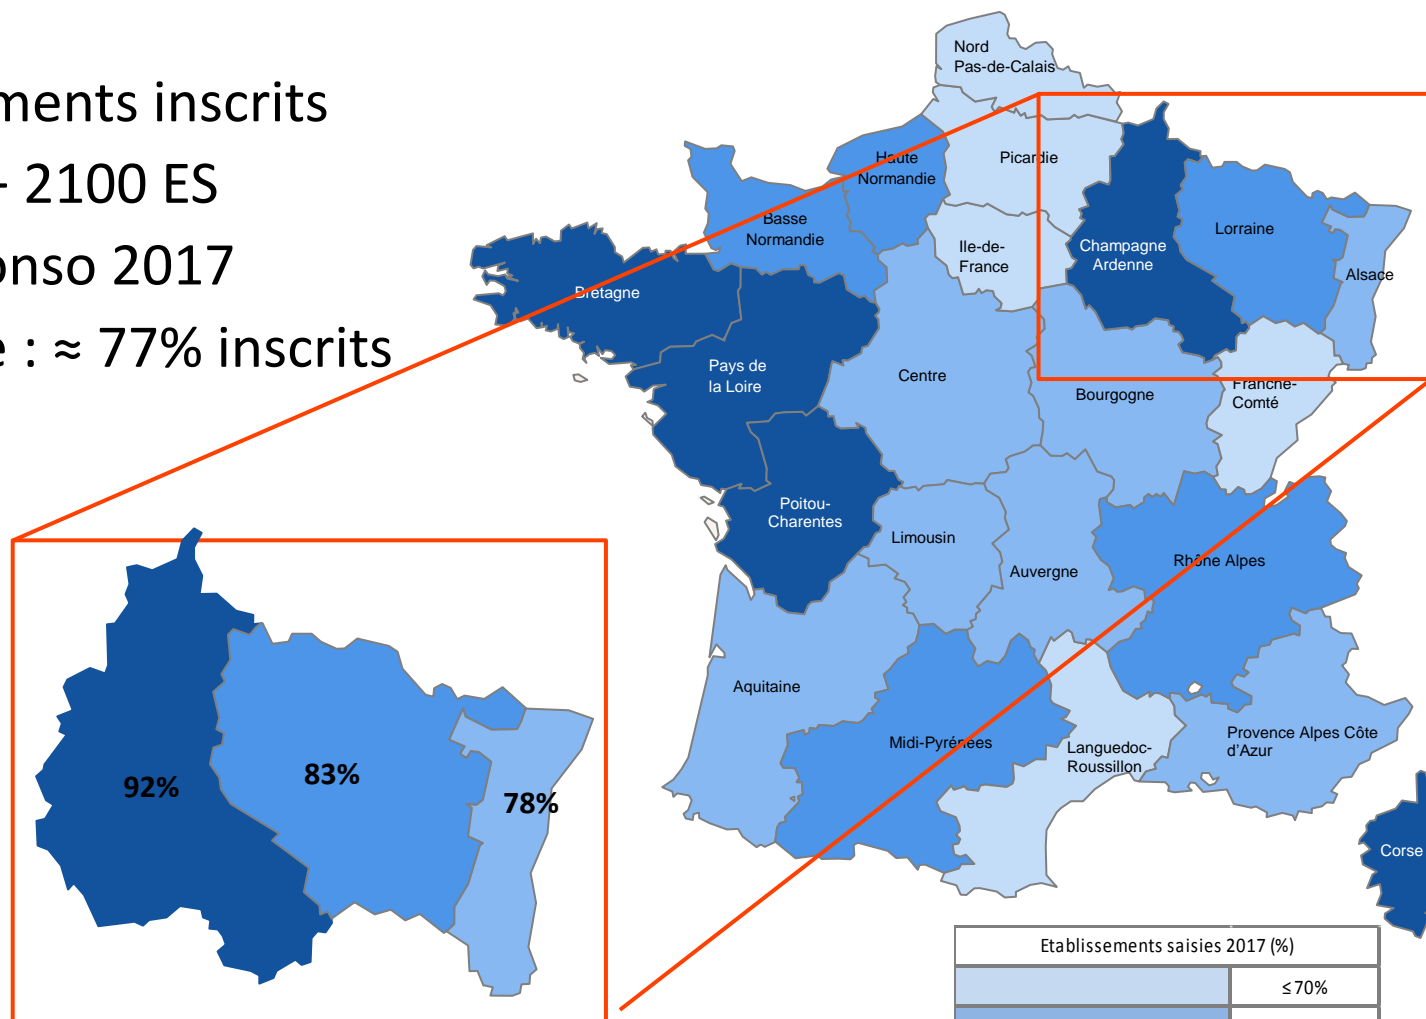 ments inscrits
- 2100 ES
onso 2017
e : ≈ 77% inscrits
Nord
Pas-de-Calais
Picardie
Haute
Normandie
Basse
Normandie
Ile-de-
France
Champagne
Ardenne
Lorraine
Alsace
Bretagne
Pays de
la Loire
Centre
Bourgogne
Franche-
Comté
Poitou-
Charentes
Limousin
Auvergne
Rhône Alpes
Aquitaine
Midi-Pyrénées
Languedoc-
Roussillon
Provence Alpes Côte
d'Azur
Corse
92%
83%
78%
Etablissements saisies 2017 (%)
≤ 70%